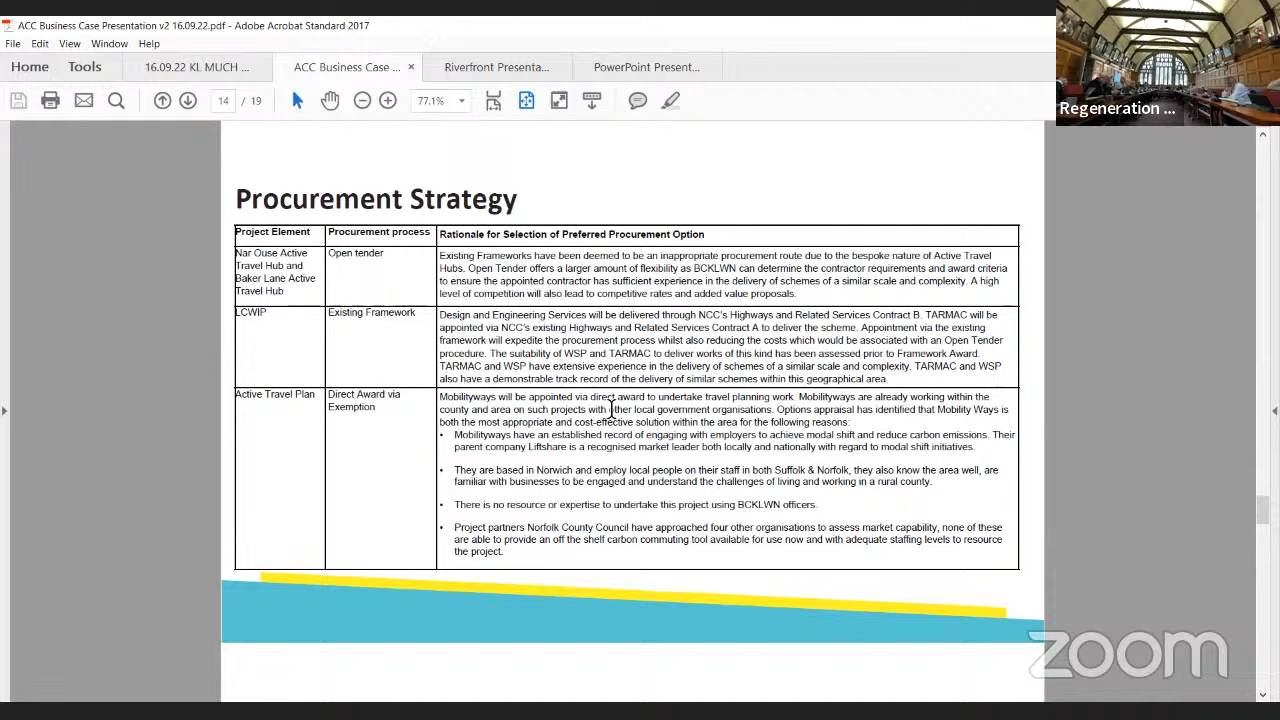 ACC Business Case Presentation v2 16.09.22.pdf - Adobe Acrobat Standard 2017
File Edit View Window Help
Home Tools 16.09.22 KL MUCH ... ACC Business Case ... × PowerPoint Presenta... PowerPoint Present...
14 / 19 77.1%
Regeneration ...
Procurement Strategy
Project Element Procurement process Rationale for Selection of Preferred Procurement Option
Nar Ouse Active
Travel Hub and
Baker Lane Active
Travel Hub
Open tender
Existing Frameworks have been deemed to be an inappropriate procurement route due to the bespoke nature of Active Travel
Hubs. Open Tender offers a larger amount of flexibility as BCKLWN can determine the contractor requirements and award criteria
to ensure the appointed contractor has sufficient experience in the delivery of schemes of a similar scale and complexity. A high
level of competition will also lead to competitive rates and added value proposals.
LCWIP
Existing Framework
Design and Engineering Services will be delivered through NCC's Highways and Related Services Contract B. TARMAC will be
appointed via NCC's existing Highways and Related Services Contract A to deliver the scheme. Appointment via the existing
framework will expedite the procurement process whilst also reducing the costs which would be associated with an Open Tender
procedure. The suitability of WSP and TARMAC to deliver works of this kind has been assessed prior to Framework Award.
TARMAC and WSP have extensive experience in the delivery of schemes of a similar scale and complexity. TARMAC and WSP
also have a demonstrable track record of the delivery of similar schemes within this geographical area.
Active Travel Plan
Direct Award via
Exemption
Mobilityways will be appointed via direct award to undertake travel planning work. Mobilityways are already working within the
county and area on such projects with other local government organisations. Options appraisal has identified that Mobility Ways is
both the most appropriate and cost-effective solution within the area for the following reasons:
• Mobilityways have an established record of engaging with employers to achieve modal shift and reduce carbon emissions. Their
parent company Liftshare is a recognised market leader both locally and nationally with regard to modal shift initiatives.
• They are based in Norwich and employ local people on their staff in both Suffolk & Norfolk, they also know the area well, are
familiar with businesses to be engaged and understand the challenges of living and working in a rural county.
• There is no resource or expertise to undertake this project using BCKLWN officers.
• Project partners Norfolk County Council have approached four other organisations to assess market capability, none of these
are able to provide an off the shelf carbon commuting tool available for use now and with adequate staffing levels to resource
the project.
zoom